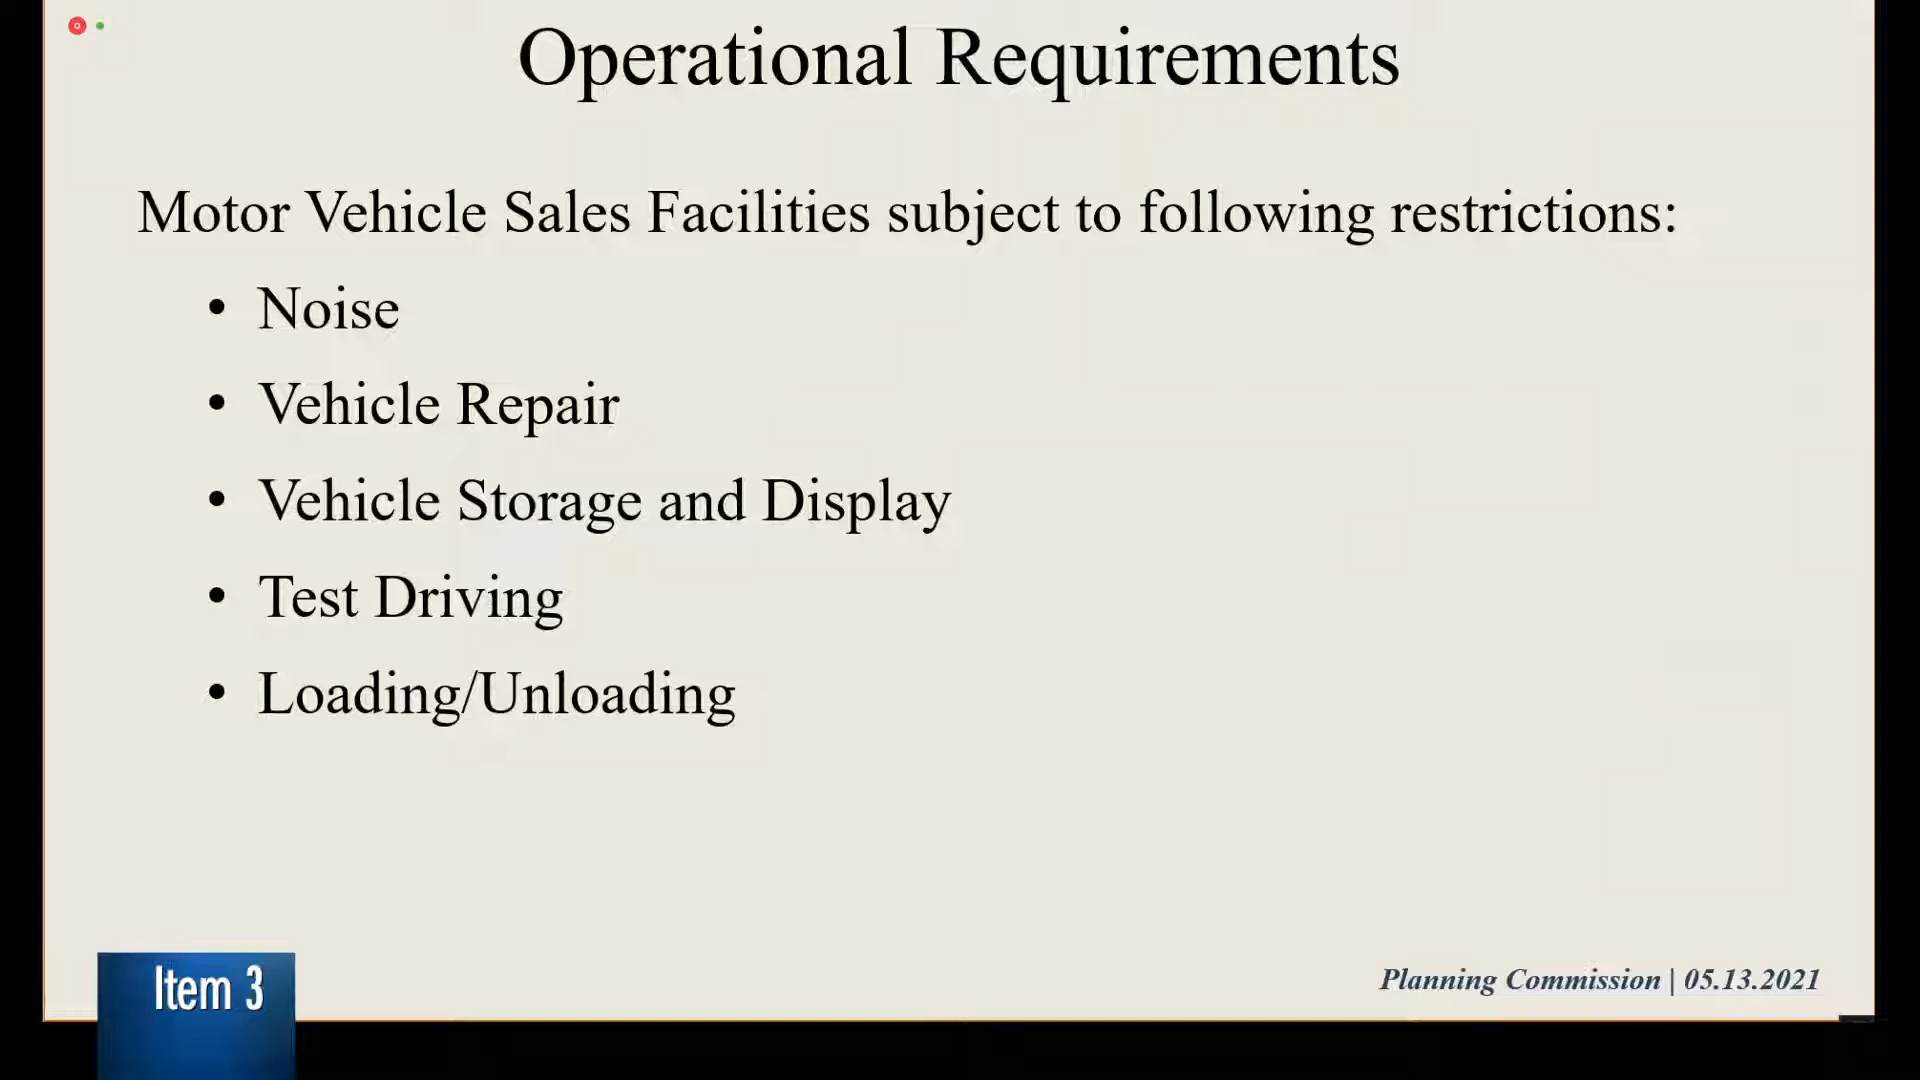 Operational Requirements
Motor Vehicle Sales Facilities subject to following restrictions:
• Noise
• Vehicle Repair
• Vehicle Storage and Display
• Test Driving
• Loading/Unloading
Item 3
Planning Commission | 05.13.2021